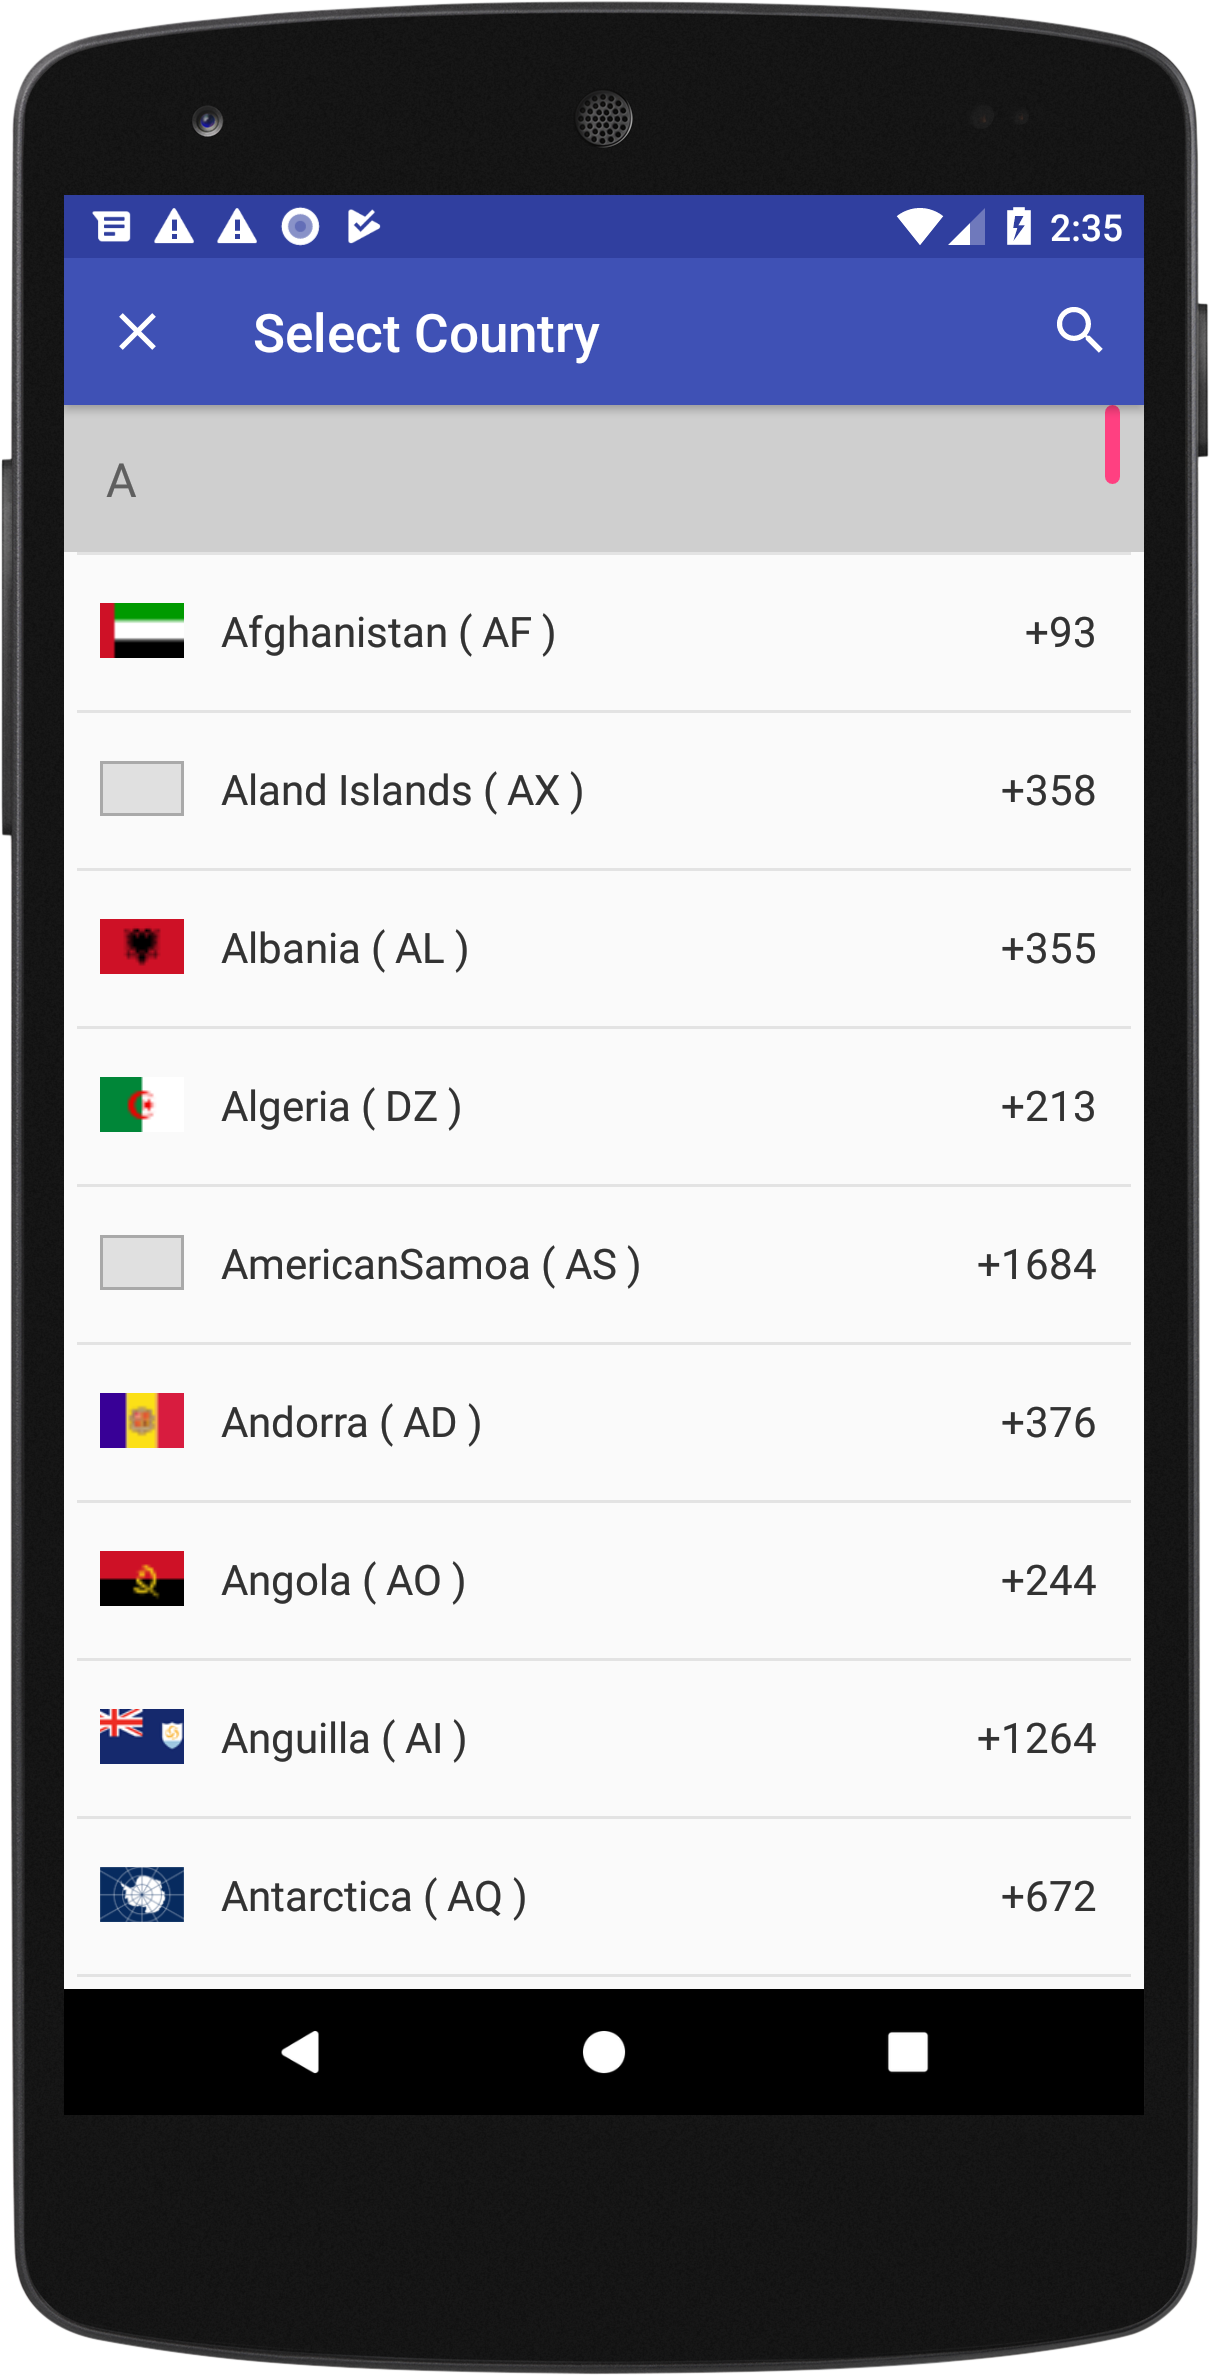 2:35
Select Country
A
Afghanistan ( AF ) +93
Aland Islands ( AX ) +358
Albania ( AL ) +355
Algeria ( DZ ) +213
AmericanSamoa ( AS ) +1684
Andorra ( AD ) +376
Angola ( AO ) +244
Anguilla ( AI ) +1264
Antarctica ( AQ ) +672